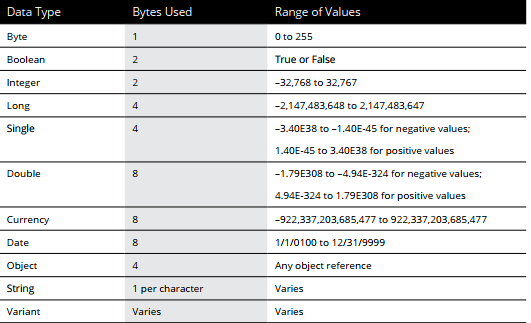 Data Type Bytes Used Range of Values
Byte 1 0 to 255
Boolean 2 True or False
Integer 2 –32,768 to 32,767
Long 4 –2,147,483,648 to 2,147,483,647
Single 4 –3.40E38 to –1.40E-45 for negative values;
1.40E-45 to 3.40E38 for positive values
Double 8 –1.79E308 to –4.94E-324 for negative values;
4.94E-324 to 1.79E308 for positive values
Currency 8 –922,337,203,685,477 to 922,337,203,685,477
Date 8 1/1/0100 to 12/31/9999
Object 4 Any object reference
String 1 per character Varies
Variant Varies Varies